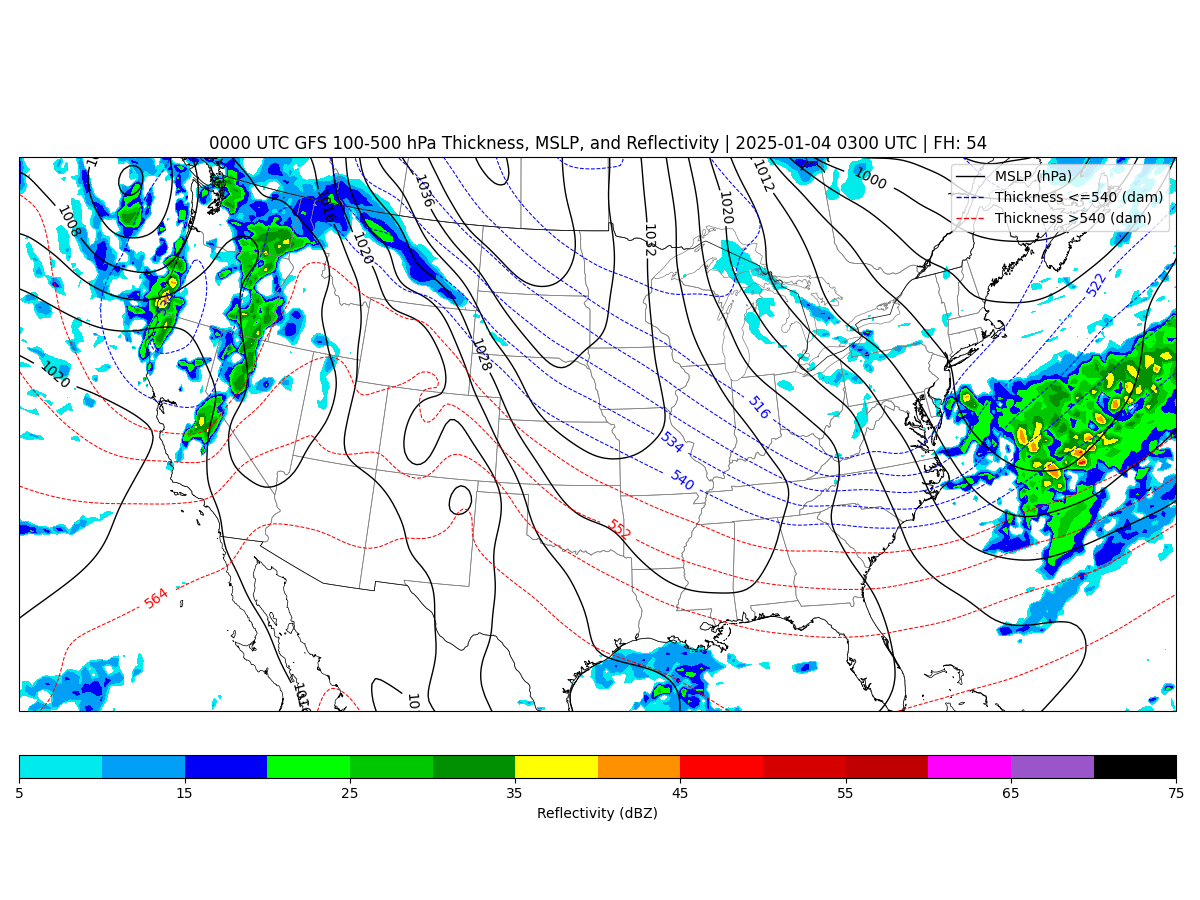 0000 UTC GFS 100-500 hPa Thickness, MSLP, and Reflectivity | 2025-01-04 0300 UTC | FH: 54
MSLP (hPa)
Thickness <=540 (dam)
Thickness >540 (dam)
1000
1012
1036
1008
1020
1032
1020
522
1028
1020
516
534
540
552
564
5 15 25 35 45 55 65 75
Reflectivity (dBZ)